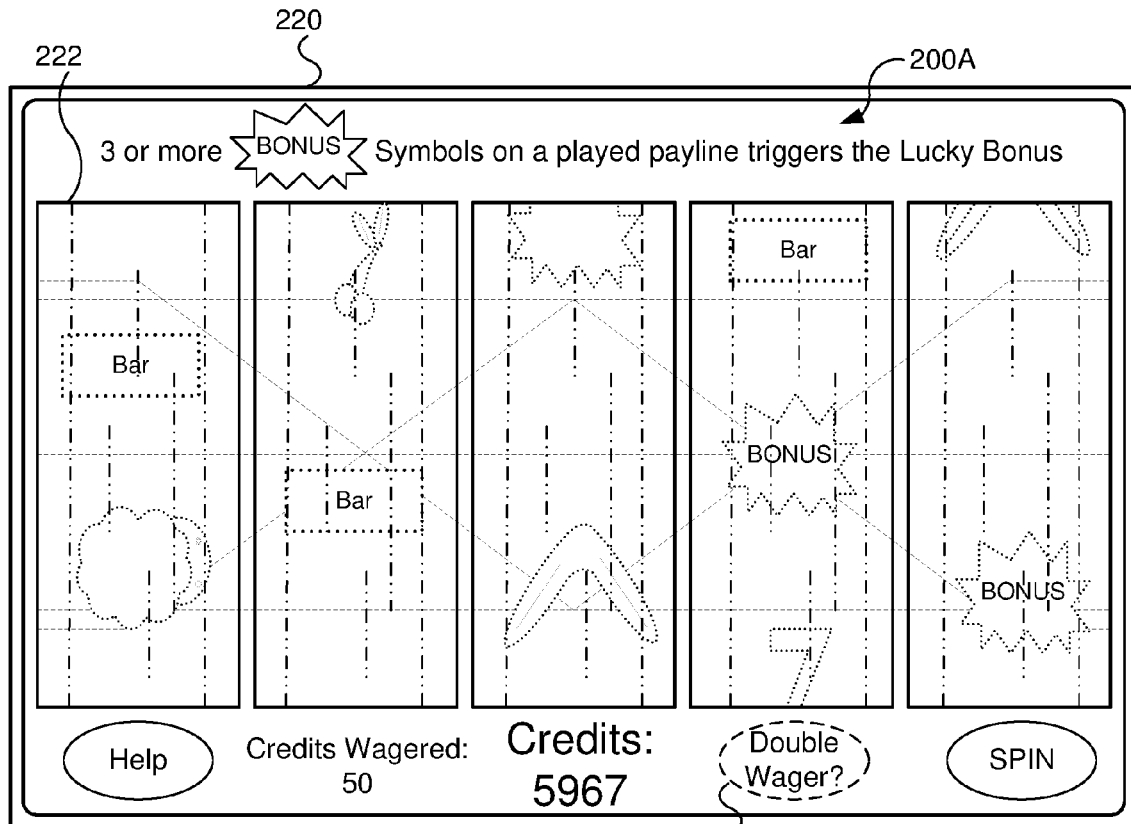 220
222
200A
3 or more BONUS Symbols on a played payline triggers the Lucky Bonus
Bar
Bar
Bar
BONUS
BONUS
7
Help
Credits Wagered:
50
Credits:
5967
Double
Wager?
SPIN